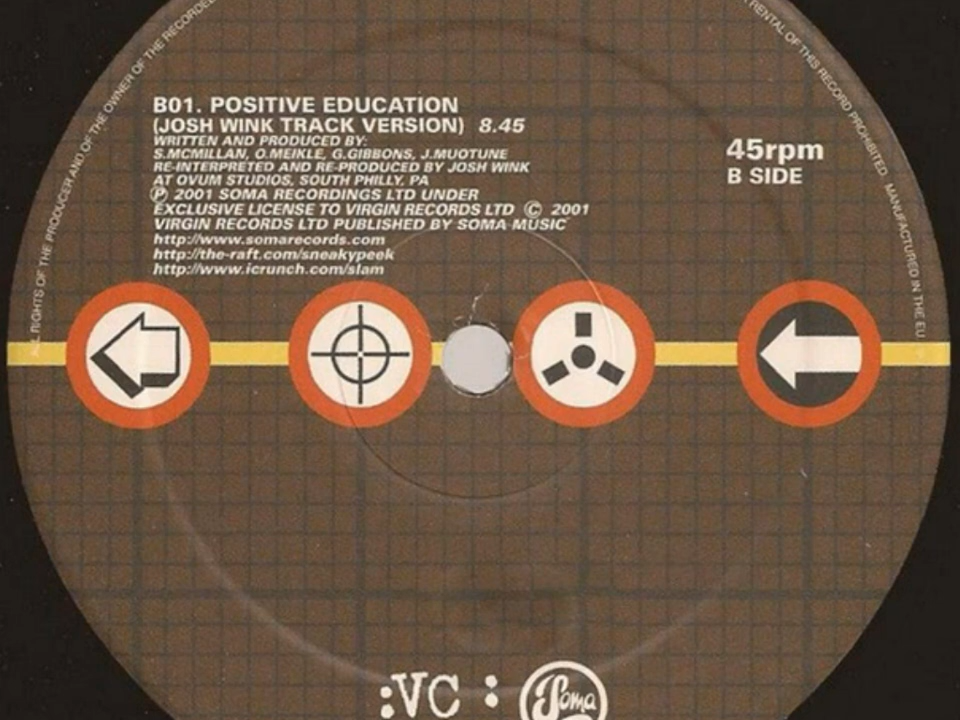 B01. POSITIVE EDUCATION
(JOSH WINK TRACK VERSION) 8.45
WRITTEN AND PRODUCED BY:
S.MCMILLAN, O.MEIKLE, G.GIBBONS, J.MUOTUNE
RE-INTERPRETED AND RE-PRODUCED BY JOSH WINK
AT OVUM STUDIOS, SOUTH PHILLY, PA
Ⓟ 2001 SOMA RECORDINGS LTD UNDER
EXCLUSIVE LICENSE TO VIRGIN RECORDS LTD © 2001
VIRGIN RECORDS LTD PUBLISHED BY SOMA MUSIC
http://www.somarecords.com
http://the-raft.com/sneakypeek
http://www.icrunch.com/slam
45rpm
B SIDE
ALL RIGHTS OF THE PRODUCER AND OF THE OWNER OF THE RECORDED
RENTAL OF THIS RECORD PROHIBITED. MANUFACTURED IN THE EU
:VC :
Soma